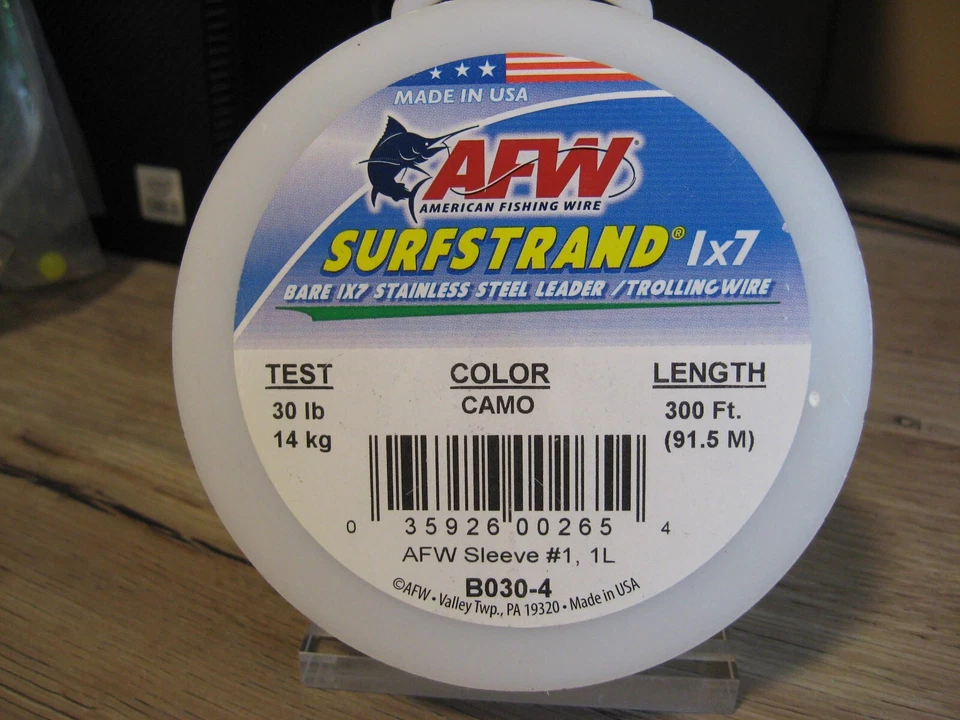 MADE IN USA
AFW
AMERICAN FISHING WIRE
SURFSTRAND® 1x7
BARE 1X7 STAINLESS STEEL LEADER / TROLLING WIRE
TEST COLOR LENGTH
30 lb CAMO 300 Ft.
14 kg (91.5 M)
0 35926 00265 4
AFW Sleeve #1, 1L
B030-4
©AFW • Valley Twp., PA 19320 • Made in USA